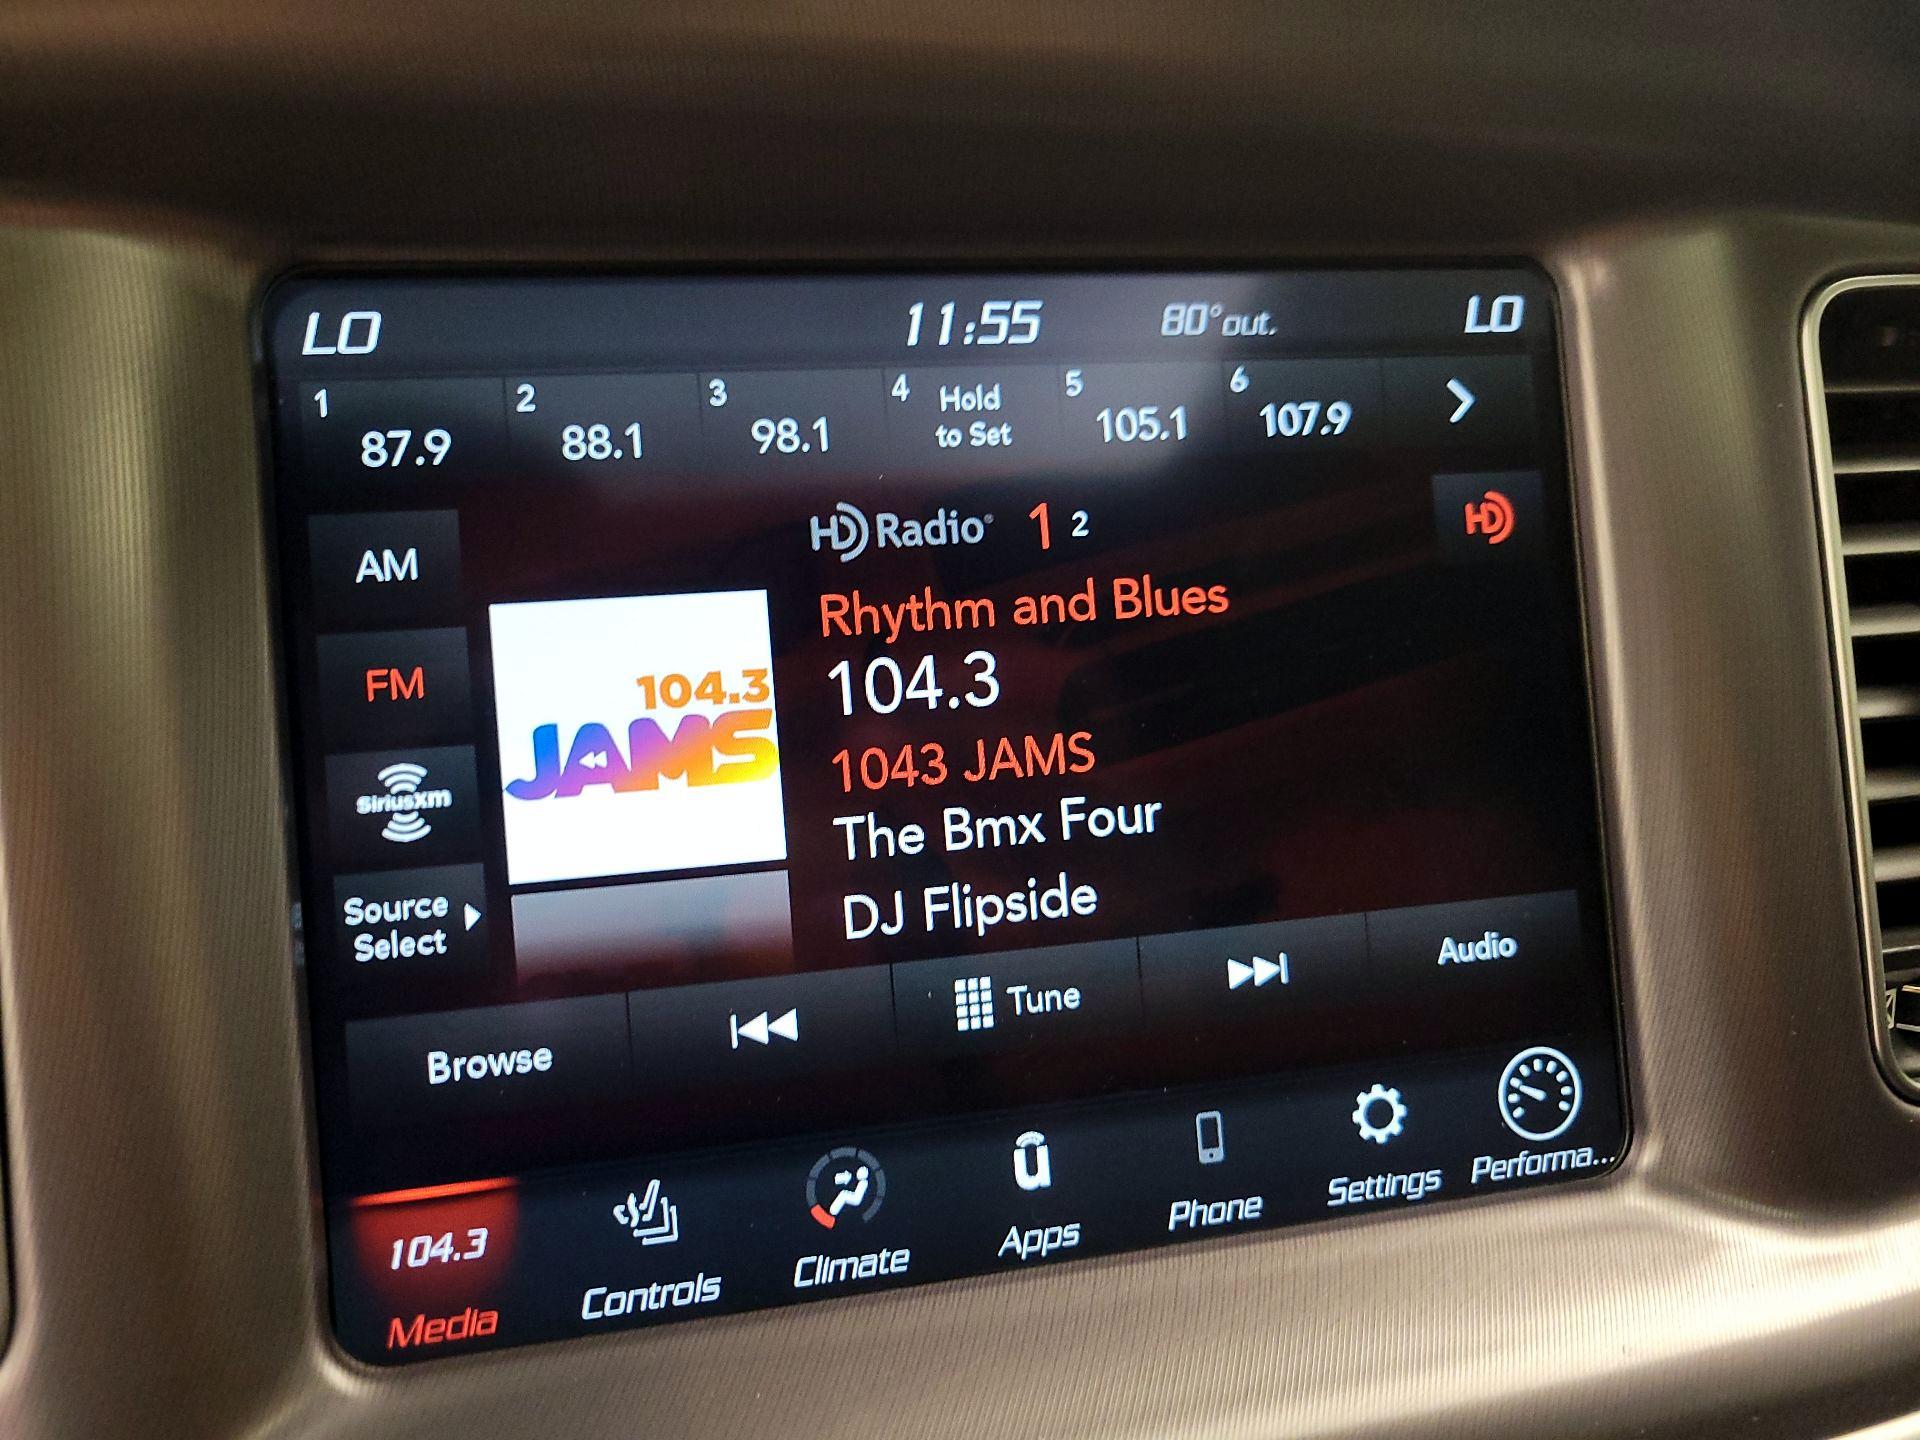 LO 11:55 80°out. LO
1 2 3 4 Hold 5 6
87.9 88.1 98.1 to Set 105.1 107.9
HD Radio® 1 2 HD
AM
Rhythm and Blues
104.3
FM
104.3
JAMS
1043 JAMS
SiriusXM
The Bmx Four
DJ Flipside
Source
Select
Browse Tune Audio
104.3
Media Controls Climate Apps Phone Settings Performa...